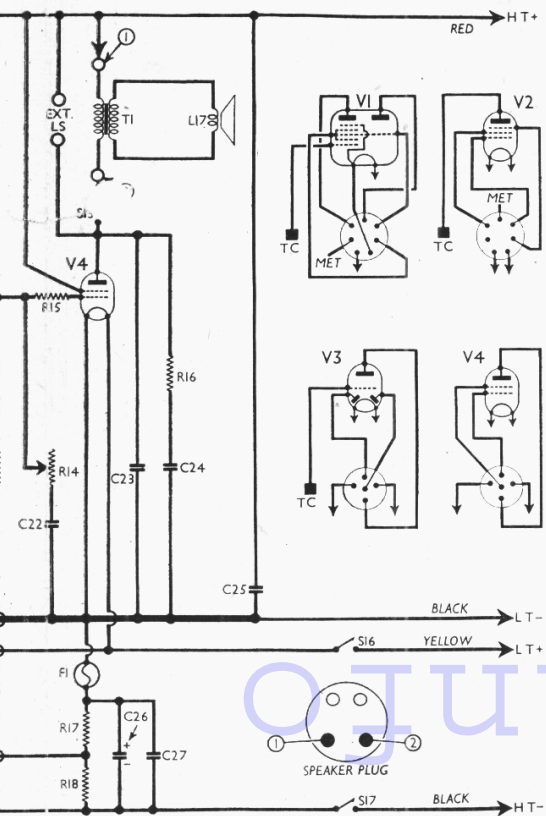 HT+
RED
1
EXT.
LS
T1
L17
V1
V2
MET
TC
TC
MET
V4
R15
V3
V4
R16
R14
C23
C24
TC
C22
C25
BLACK
LT-
S16
YELLOW
LT+
F1
R17
C26
+
-
C27
1
2
R18
SPEAKER PLUG
S17
BLACK
HT-